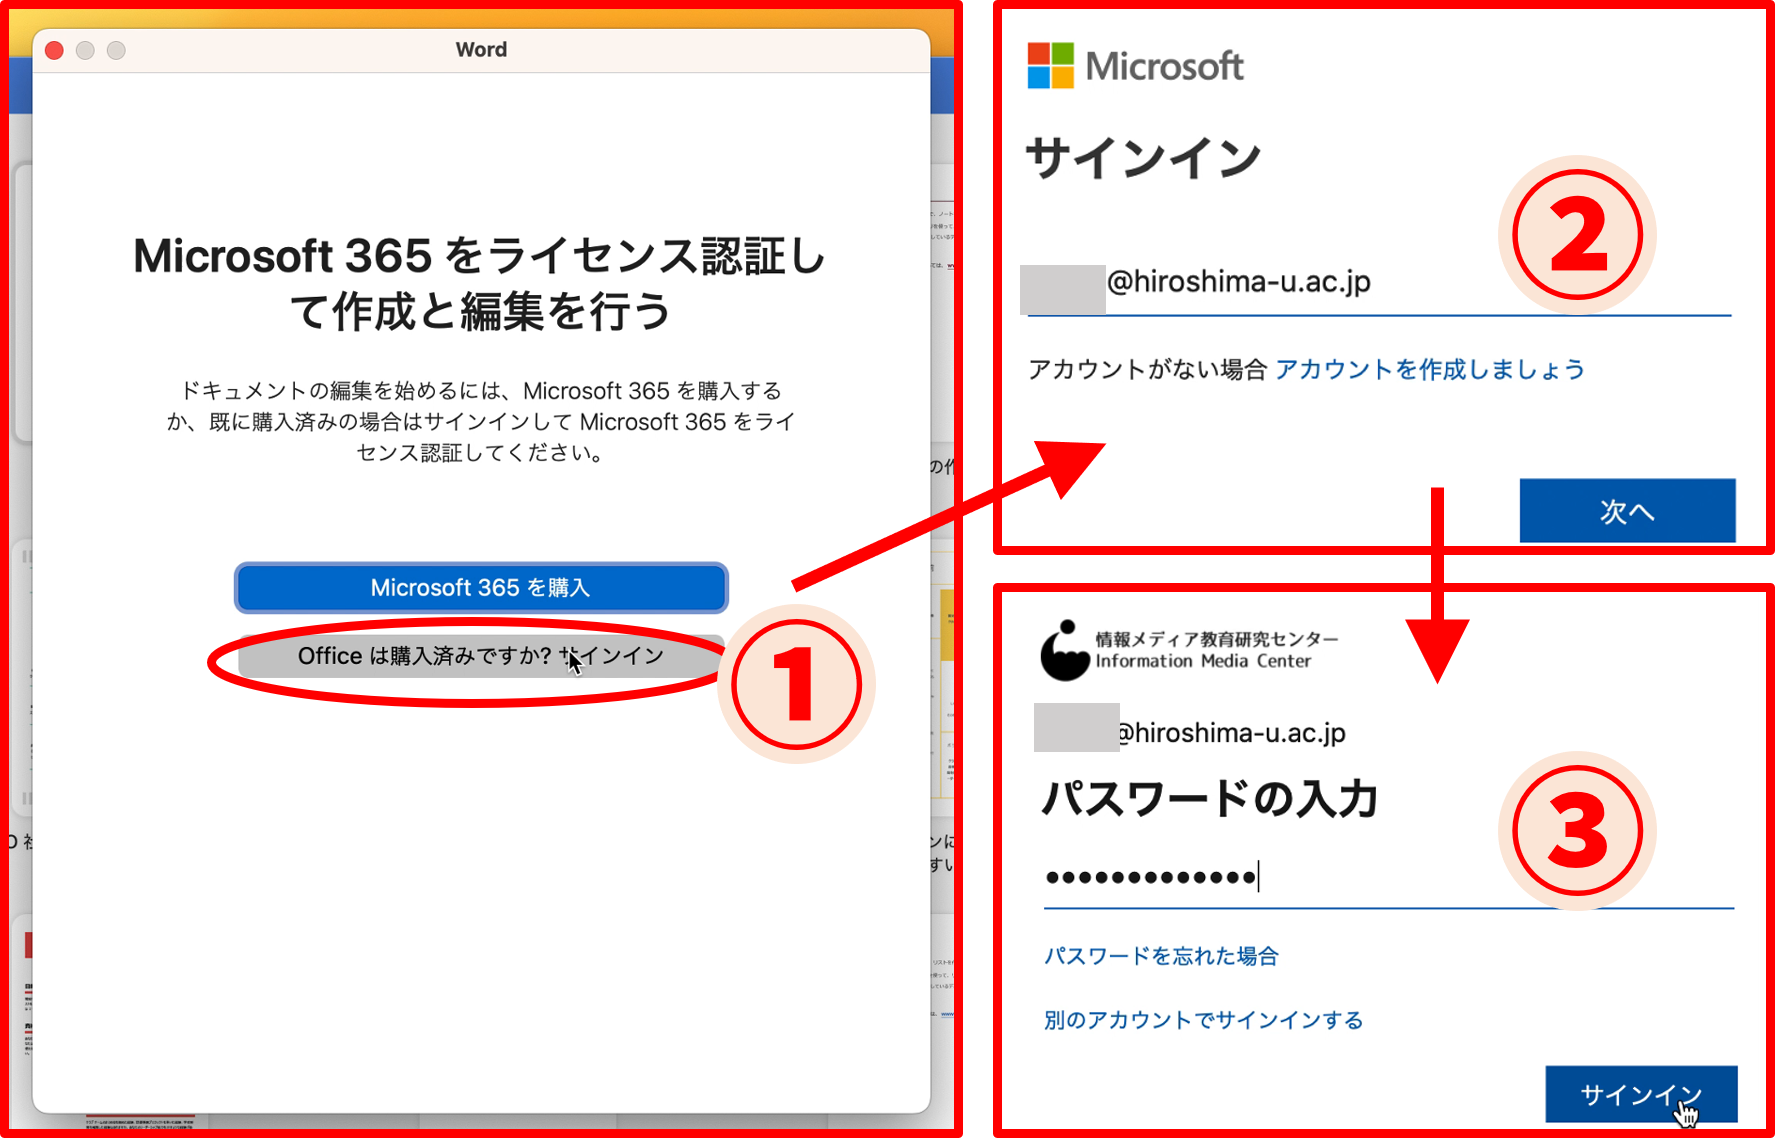 Word
Microsoft 365 をライセンス認証し
て作成と編集を行う
ドキュメントの編集を始めるには、Microsoft 365 を購入する
か、既に購入済みの場合はサインインして Microsoft 365 をライ
センス認証してください。
Microsoft 365 を購入
Office は購入済みですか? サインイン
1
Microsoft
サインイン
@hiroshima-u.ac.jp
2
アカウントがない場合 アカウントを作成しましょう
次へ
情報メディア教育研究センター
Information Media Center
@hiroshima-u.ac.jp
パスワードの入力
3
パスワードを忘れた場合
別のアカウントでサインインする
サインイン